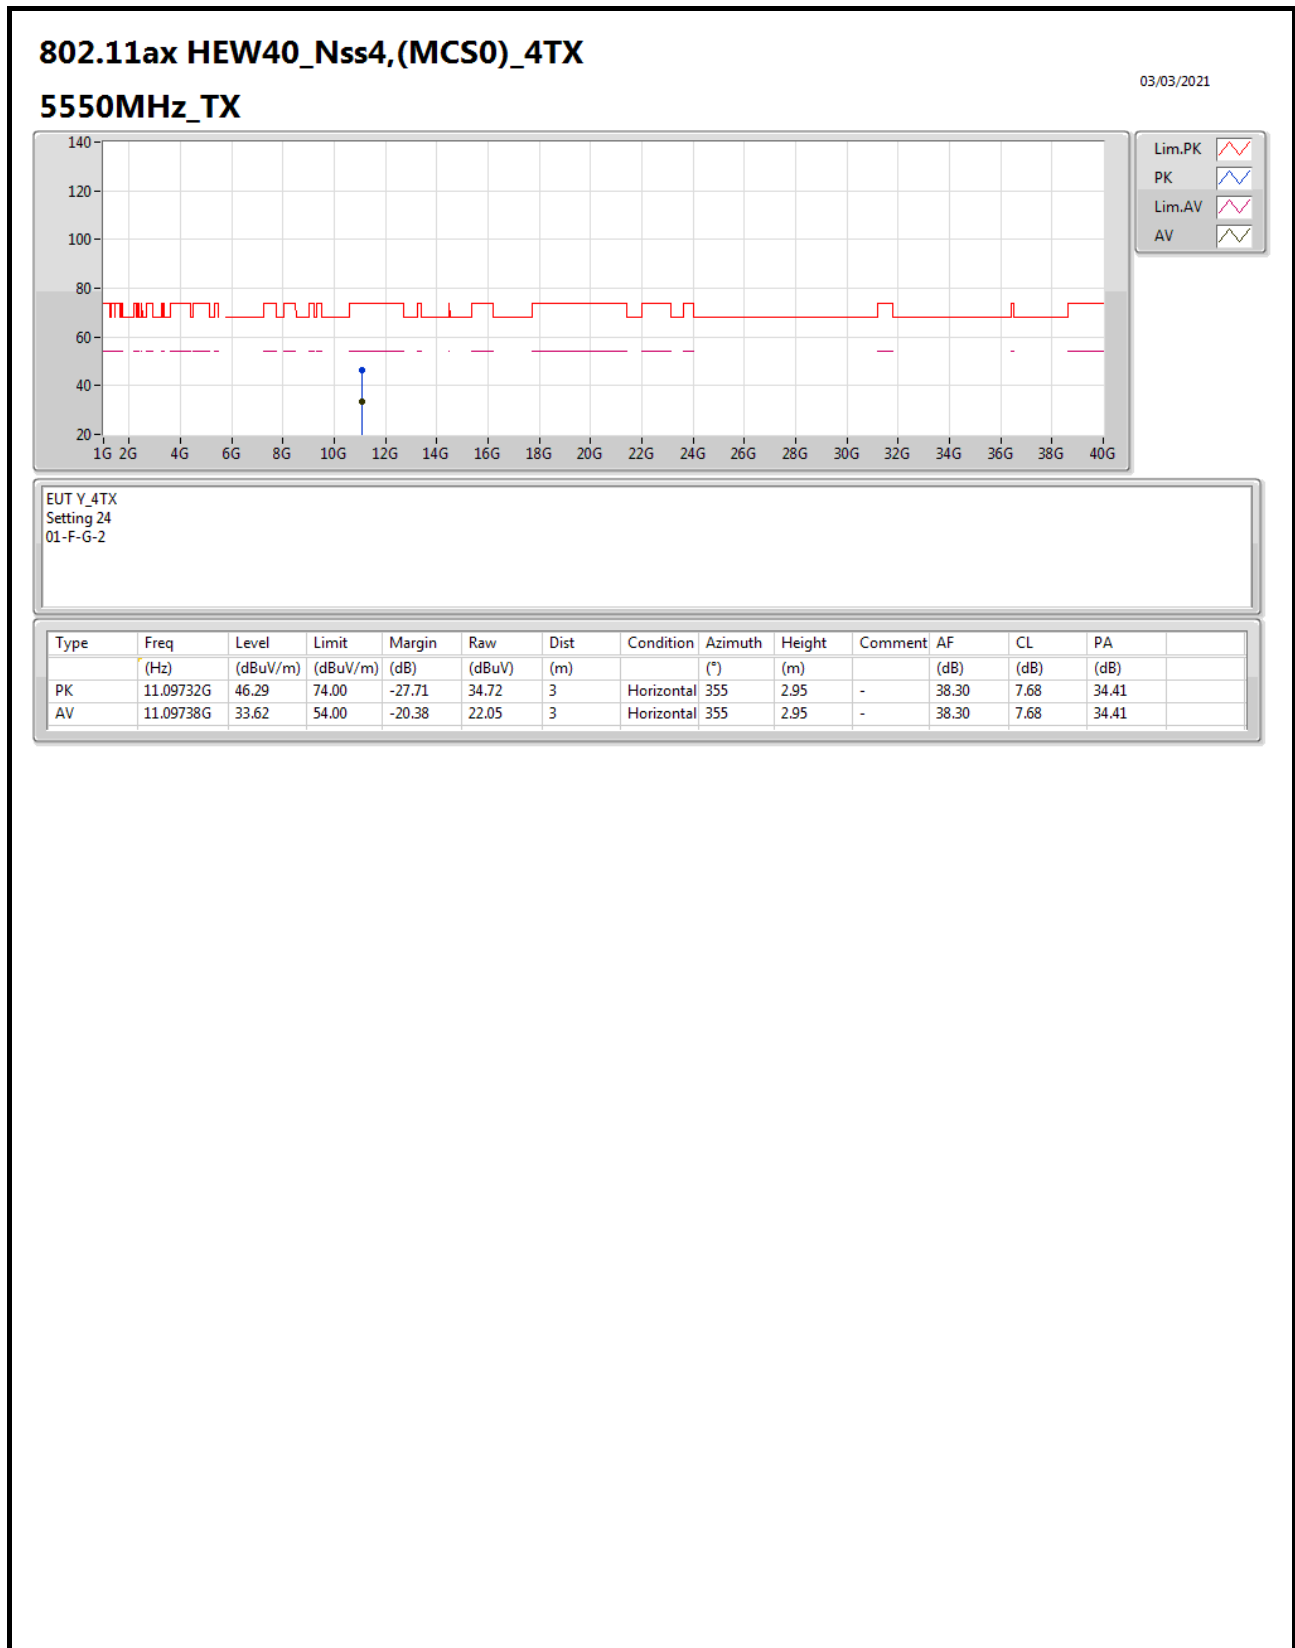 802.11ax HEW40_Nss4,(MCS0)_4TX
03/03/2021
5550MHz_TX
140
120
100
80
60
40
20
1G 2G 4G 6G 8G 10G 12G 14G 16G 18G 20G 22G 24G 26G 28G 30G 32G 34G 36G 38G 40G
Lim.PK
PK
Lim.AV
AV
EUT Y_4TX
Setting 24
01-F-G-2
Type Freq Level Limit Margin Raw Dist Condition Azimuth Height Comment AF CL PA
(Hz) (dBuV/m) (dBuV/m) (dB) (dBuV) (m) (°) (m) (dB) (dB) (dB)
PK 11.09732G 46.29 74.00 -27.71 34.72 3 Horizontal 355 2.95 - 38.30 7.68 34.41
AV 11.09738G 33.62 54.00 -20.38 22.05 3 Horizontal 355 2.95 - 38.30 7.68 34.41